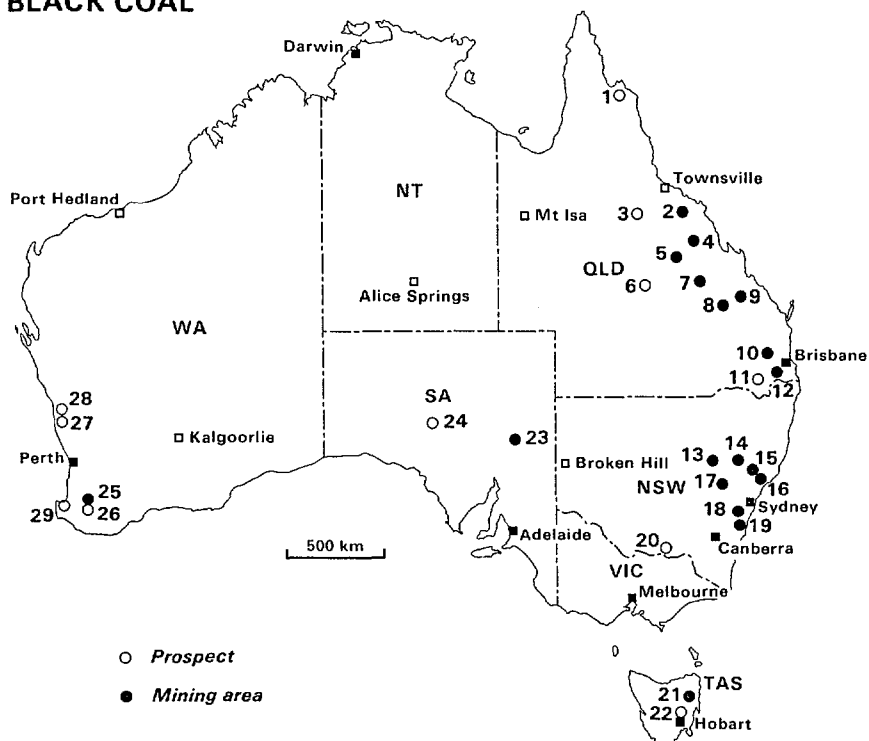 BLACK COAL
Darwin
1
Port Hedland
NT
Townsville
Mt Isa
3
2
4
5
QLD
Alice Springs
6
7
8
9
WA
10
Brisbane
11
12
SA
28
27
24
Kalgoorlie
23
Broken Hill
13
14
15
Perth
17
NSW
16
25
Sydney
29
26
18
19
Adelaide
20
Canberra
500 km
VIC
Melbourne
Prospect
Mining area
21
TAS
22
Hobart